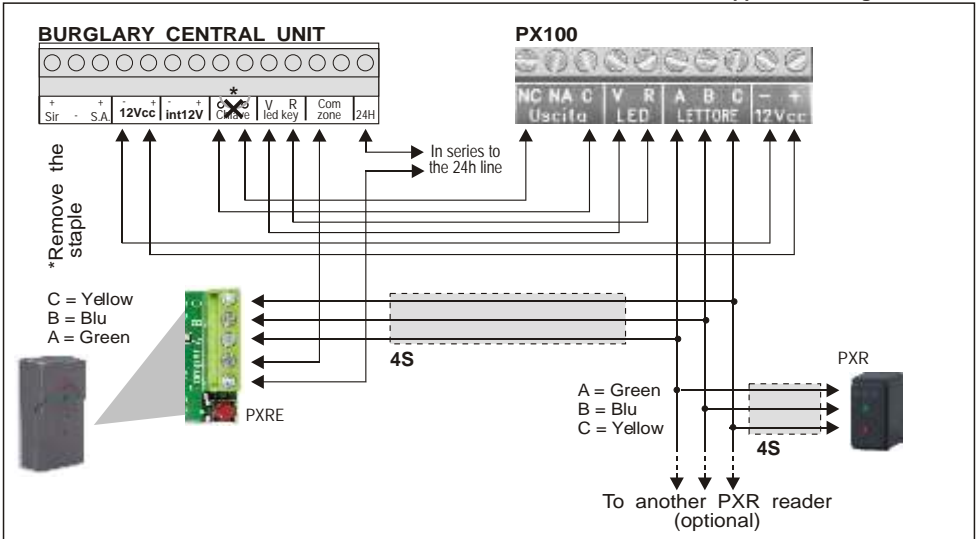 BURGLARY CENTRAL UNIT
*
+ + - + - + V R Com
Sir - S.A. 12Vcc int12V Chiave led key zone 24H
PX100
NC NA C V R A B C - +
Uscita LED LETTORE 12Vcc
In series to
the 24h line
*Remove the
staple
C = Yellow
B = Blu
A = Green
PXRE
4S
PXR
A = Green
B = Blu
C = Yellow
4S
To another PXR reader
(optional)